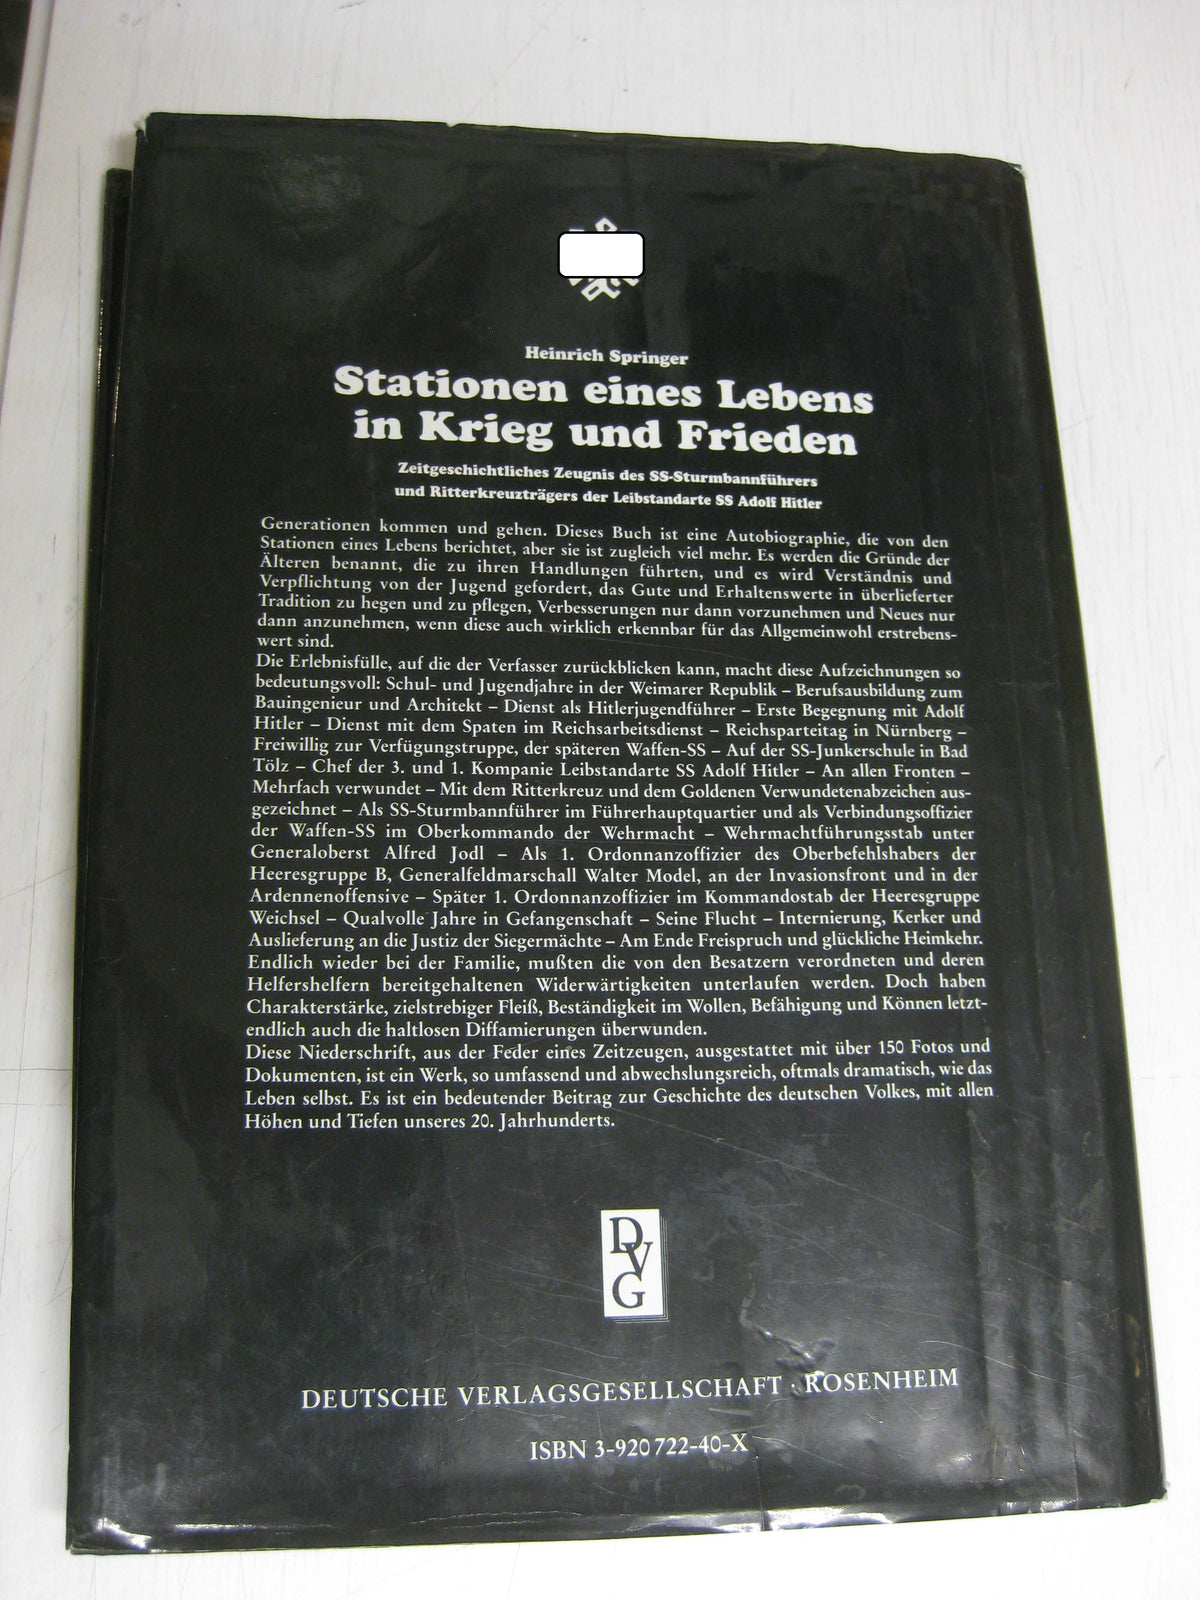 Heinrich Springer
Stationen eines Lebens
in Krieg und Frieden
Zeitgeschichtliches Zeugnis des SS-Sturmbannführers
und Ritterkreuzträgers der Leibstandarte SS Adolf Hitler
Generationen kommen und gehen. Dieses Buch ist eine Autobiographie, die von den
Stationen eines Lebens berichtet, aber sie ist zugleich viel mehr. Es werden die Gründe der
Älteren benannt, die zu ihren Handlungen führten, und es wird Verständnis und
Verpflichtung von der Jugend gefordert, das Gute und Erhaltenswerte in überlieferter
Tradition zu hegen und zu pflegen, Verbesserungen nur dann vorzunehmen und Neues nur
dann anzunehmen, wenn diese auch wirklich erkennbar für das Allgemeinwohl erstrebens-
wert sind.
Die Erlebnisfülle, auf die der Verfasser zurückblicken kann, macht diese Aufzeichnungen so
bedeutungsvoll: Schul- und Jugendjahre in der Weimarer Republik – Berufsausbildung zum
Bauingenieur und Architekt – Dienst als Hitlerjugendführer – Erste Begegnung mit Adolf
Hitler – Dienst mit dem Spaten im Reichsarbeitsdienst – Reichsparteitag in Nürnberg –
Freiwillig zur Verfügungstruppe, der späteren Waffen-SS – Auf der SS-Junkerschule in Bad
Tölz – Chef der 3. und 1. Kompanie Leibstandarte SS Adolf Hitler – An allen Fronten –
Mehrfach verwundet – Mit dem Ritterkreuz und dem Goldenen Verwundetenabzeichen aus-
gezeichnet – Als SS-Sturmbannführer im Führerhauptquartier und als Verbindungsoffizier
der Waffen-SS im Oberkommando der Wehrmacht – Wehrmachtführungsstab unter
Generaloberst Alfred Jodl – Als 1. Ordonnanzoffizier des Oberbefehlshabers der
Heeresgruppe B, Generalfeldmarschall Walter Model, an der Invasionsfront und in der
Ardennenoffensive – Später 1. Ordonnanzoffizier im Kommandostab der Heeresgruppe
Weichsel – Qualvolle Jahre in Gefangenschaft – Seine Flucht – Internierung, Kerker und
Auslieferung an die Justiz der Siegermächte – Am Ende Freispruch und glückliche Heimkehr.
Endlich wieder bei der Familie, mußten die von den Besatzern verordneten und deren
Helfershelfern bereitgehaltenen Widerwärtigkeiten unterlaufen werden. Doch haben
Charakterstärke, zielstrebiger Fleiß, Beständigkeit im Wollen, Befähigung und Können letzt-
endlich auch die haltlosen Diffamierungen überwunden.
Diese Niederschrift, aus der Feder eines Zeitzeugen, ausgestattet mit über 150 Fotos und
Dokumenten, ist ein Werk, so umfassend und abwechslungsreich, oftmals dramatisch, wie das
Leben selbst. Es ist ein bedeutender Beitrag zur Geschichte des deutschen Volkes, mit allen
Höhen und Tiefen unseres 20. Jahrhunderts.
DVG
DEUTSCHE VERLAGSGESELLSCHAFT · ROSENHEIM
ISBN 3-920722-40-X